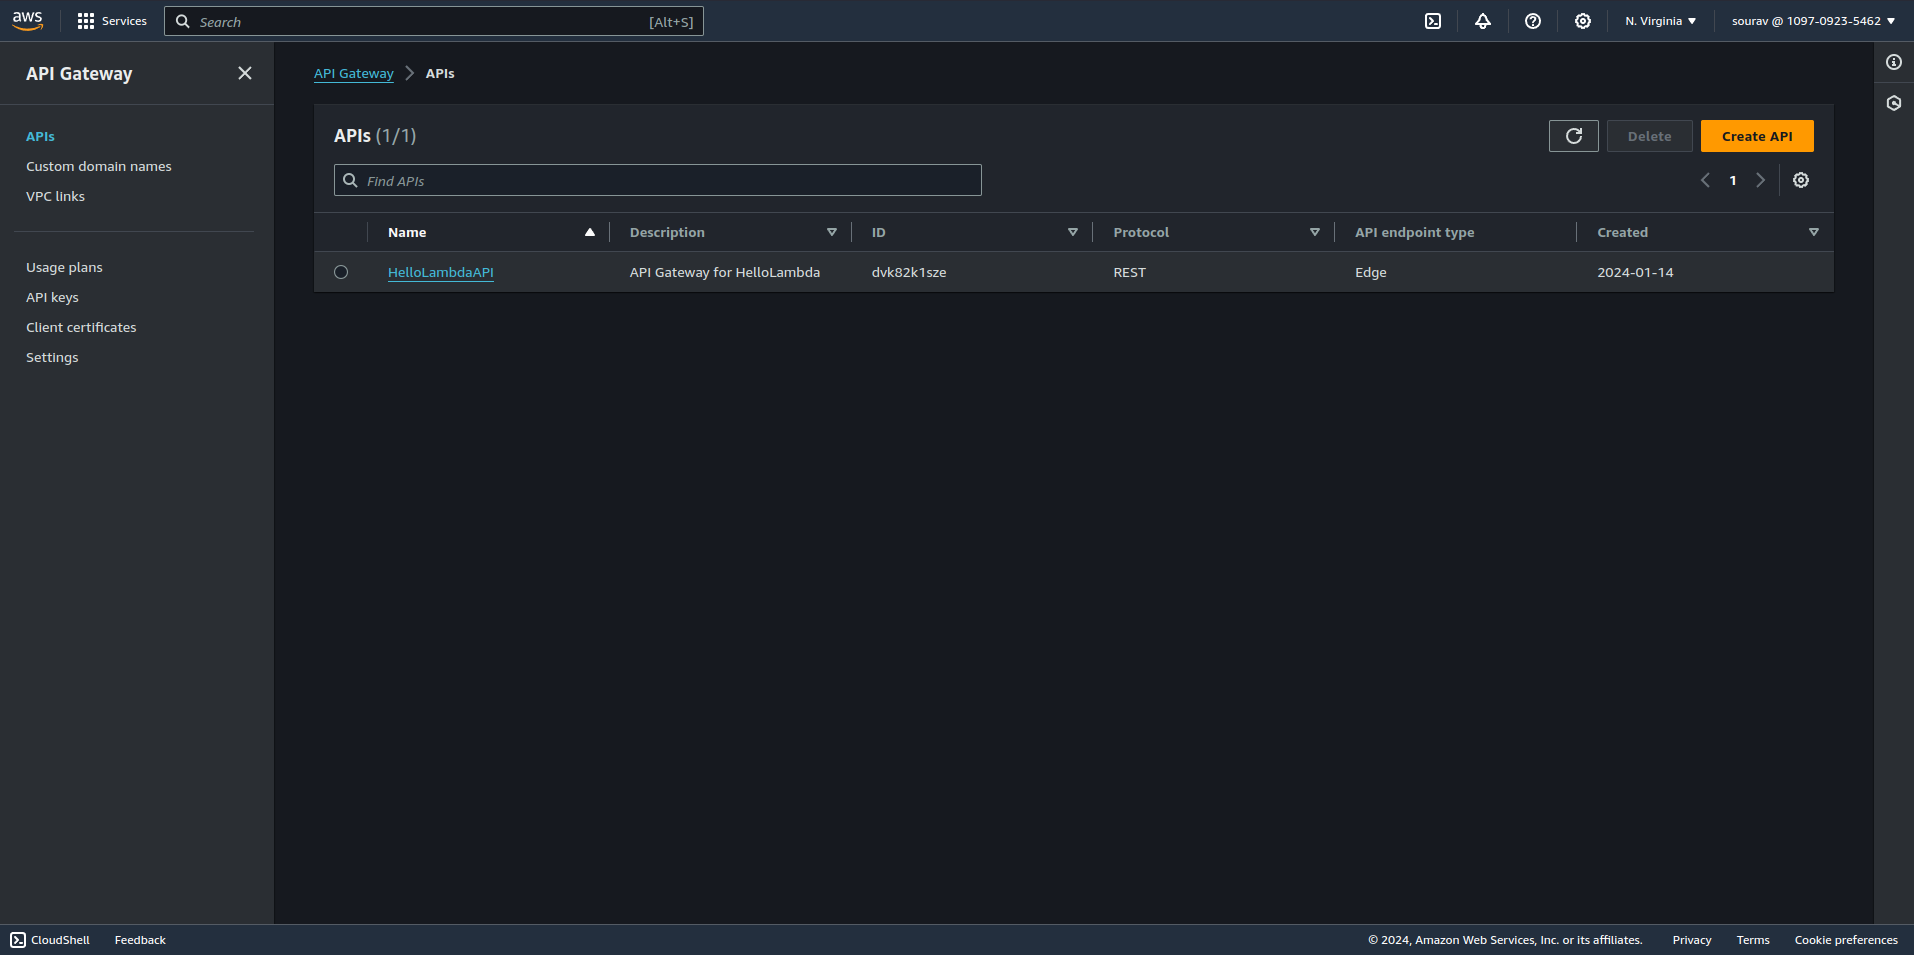 aws Services Search [Alt+S] N. Virginia sourav @ 1097-0923-5462
API Gateway
APIs
Custom domain names
VPC links
Usage plans
API keys
Client certificates
Settings
API Gateway APIs
APIs (1/1) Delete Create API
Find APIs 1
Name Description ID Protocol API endpoint type Created
HelloLambdaAPI API Gateway for HelloLambda dvk82k1sze REST Edge 2024-01-14
CloudShell Feedback © 2024, Amazon Web Services, Inc. or its affiliates. Privacy Terms Cookie preferences